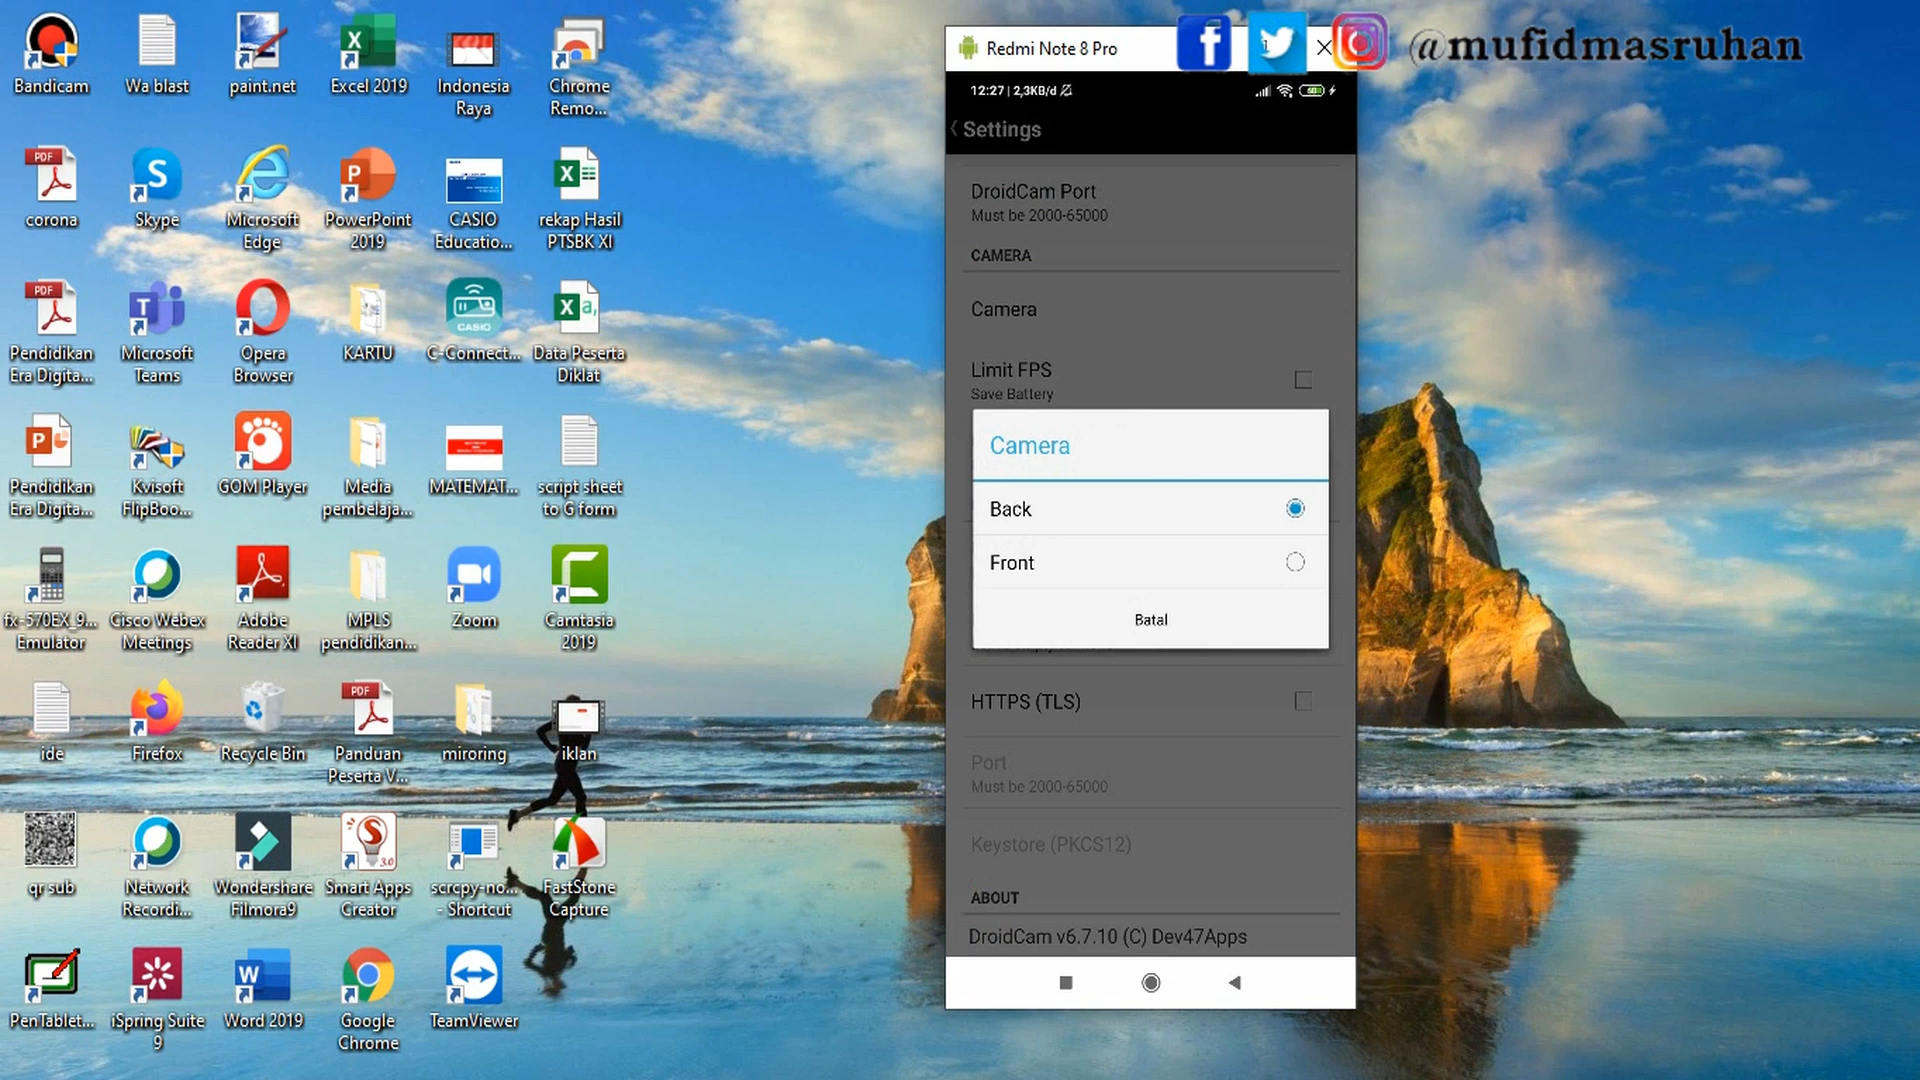 Bandicam
Wa blast
paint.net
Excel 2019
Indonesia
Raya
Chrome
Remo...
corona
Skype
Microsoft
Edge
PowerPoint
2019
CASIO
Educatio...
rekap Hasil
PTSBK XI
Pendidikan
Era Digita...
Microsoft
Teams
Opera
Browser
KARTU
CASIO
C-Connect...
Data Peserta
Diklat
Pendidikan
Era Digita...
Kvisoft
FlipBoo...
GOM Player
Media
pembelaja...
MATEMAT...
script sheet
to G form
fx-570EX_9...
Emulator
Cisco Webex
Meetings
Adobe
Reader XI
MPLS
pendidikan...
Zoom
Camtasia
2019
ide
Firefox
Recycle Bin
Panduan
Peserta V...
miroring
iklan
qr sub
Network
Recordi...
Wondershare
Filmora9
Smart Apps
Creator
scrcpy-no...
- Shortcut
FastStone
Capture
PenTablet...
iSpring Suite
9
Word 2019
Google
Chrome
TeamViewer
Redmi Note 8 Pro
@mufidmasruhan
12:27 | 2,3KB/d
Settings
DroidCam Port
Must be 2000-65000
CAMERA
Camera
Limit FPS
Save Battery
Camera
Back
Front
Batal
HTTPS (TLS)
Port
Must be 2000-65000
Keystore (PKCS12)
ABOUT
DroidCam v6.7.10 (C) Dev47Apps